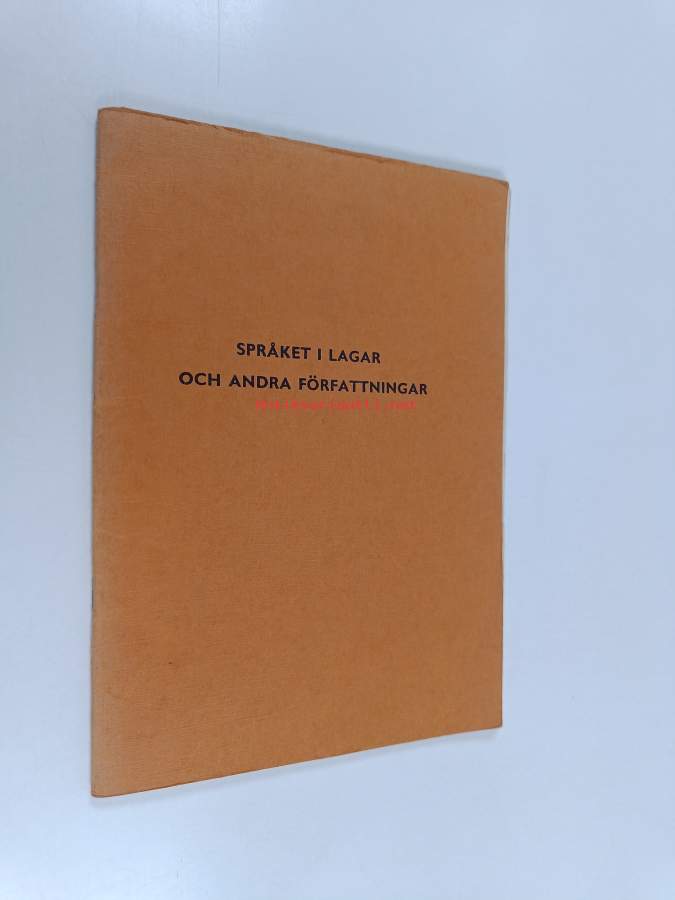 SPRÅKET I LAGAR
OCH ANDRA FÖRFATTNINGAR